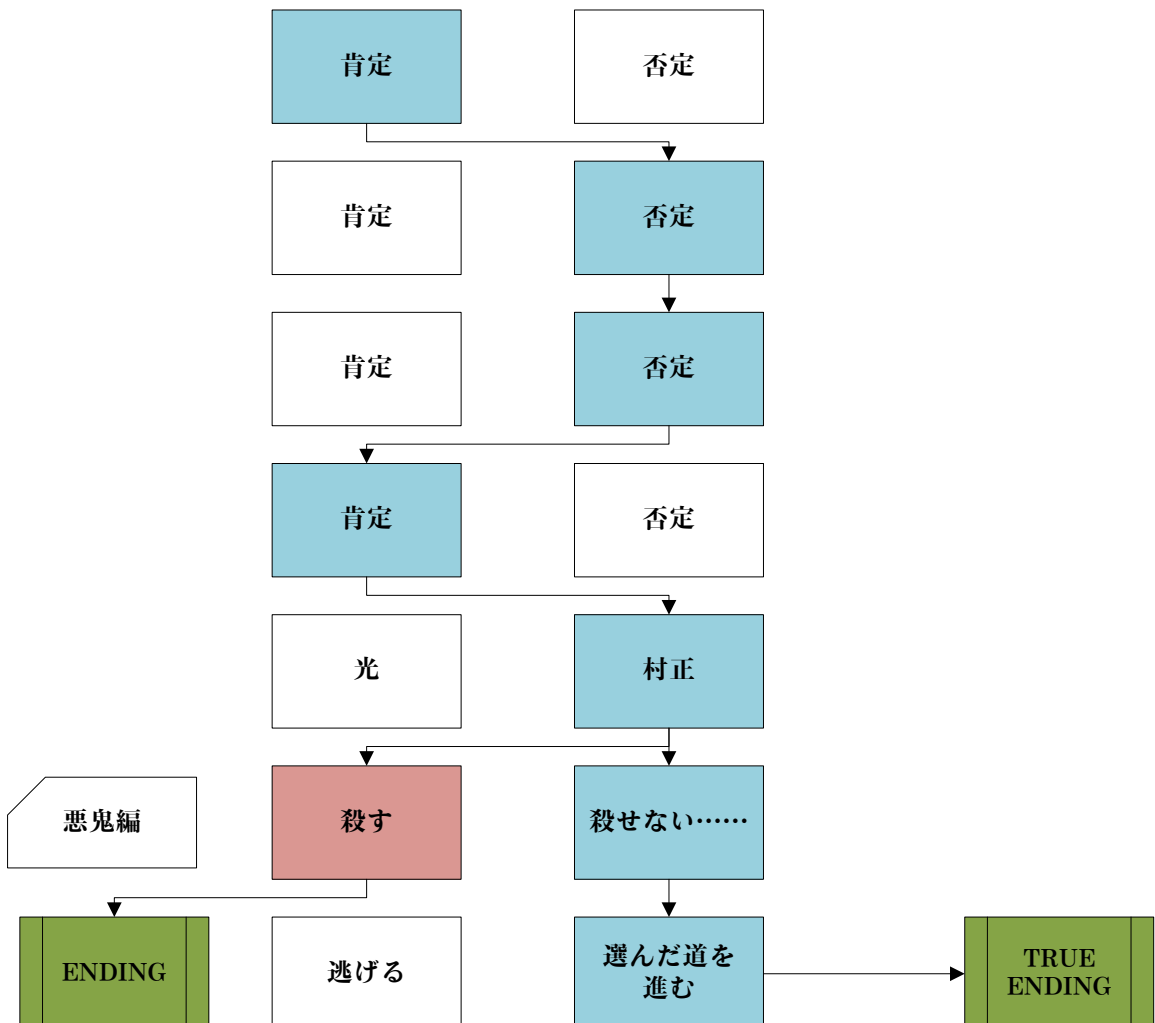 肯定
否定
肯定
否定
肯定
否定
肯定
否定
光
村正
悪鬼編
殺す
殺せない……
ENDING
逃げる
選んだ道を
進む
TRUE
ENDING